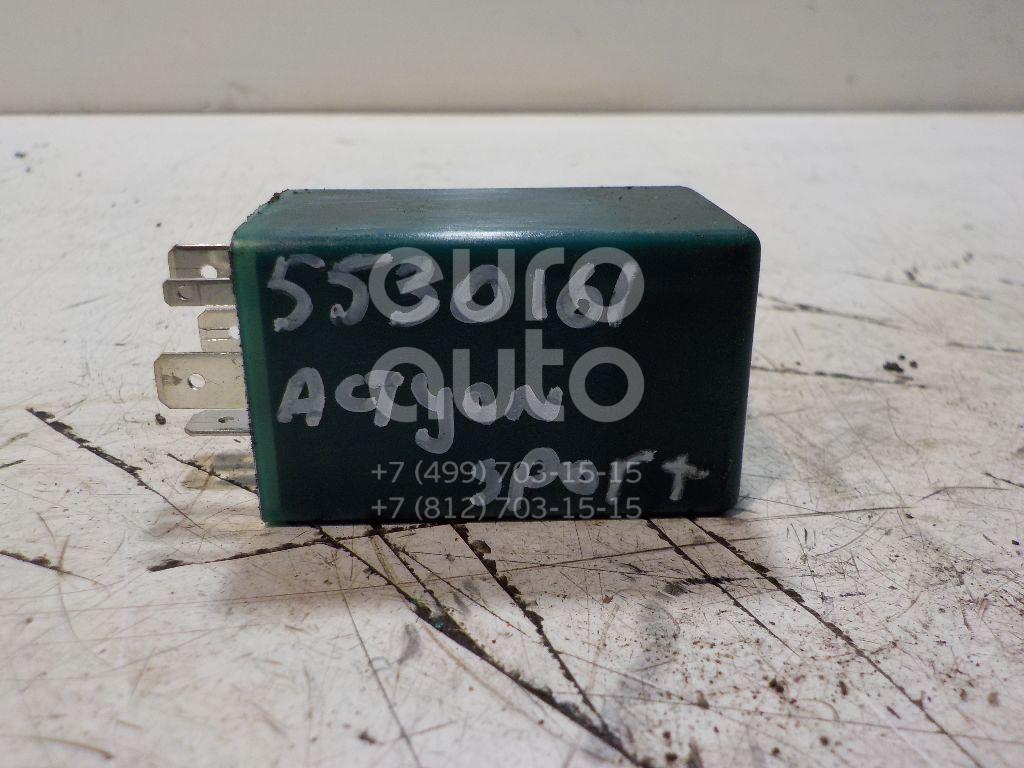 5530161
euro
auto
Actyon
+7 (499) 703-15-15
sport
+7 (812) 703-15-15